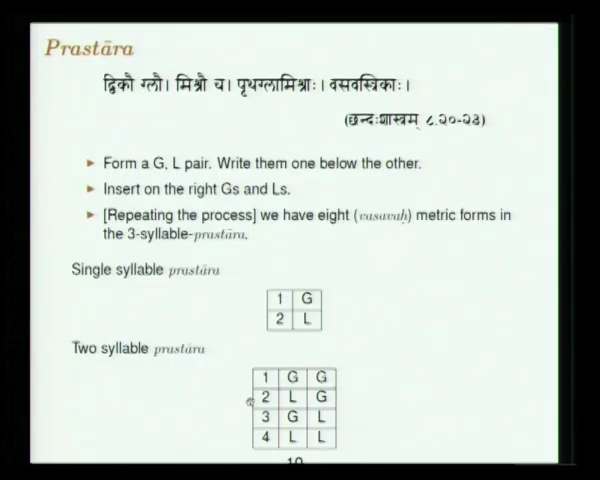 Prastāra
द्विकौ ग्लौ। मिश्रौ च। पृथग्लामिश्राः। वसवस्त्रिकाः।
(छन्दःशास्त्रम् ८.२०-२३)
► Form a G, L pair. Write them one below the other.
► Insert on the right Gs and Ls.
► [Repeating the process] we have eight (vasavaḥ) metric forms in
the 3-syllable-prastāra.
Single syllable prastāra
1 G
2 L
Two syllable prastāra
1 G G
2 L G
3 G L
4 L L
10